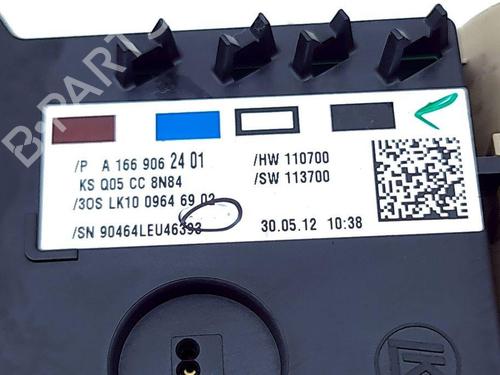 B-PARTS
/P A 166 906 24 01 /HW 110700
KS Q05 CC 8N84 /SW 113700
/3OS LK10 0964 69 02
/SN 90464LEU46393 30.05.12 10:38
LK